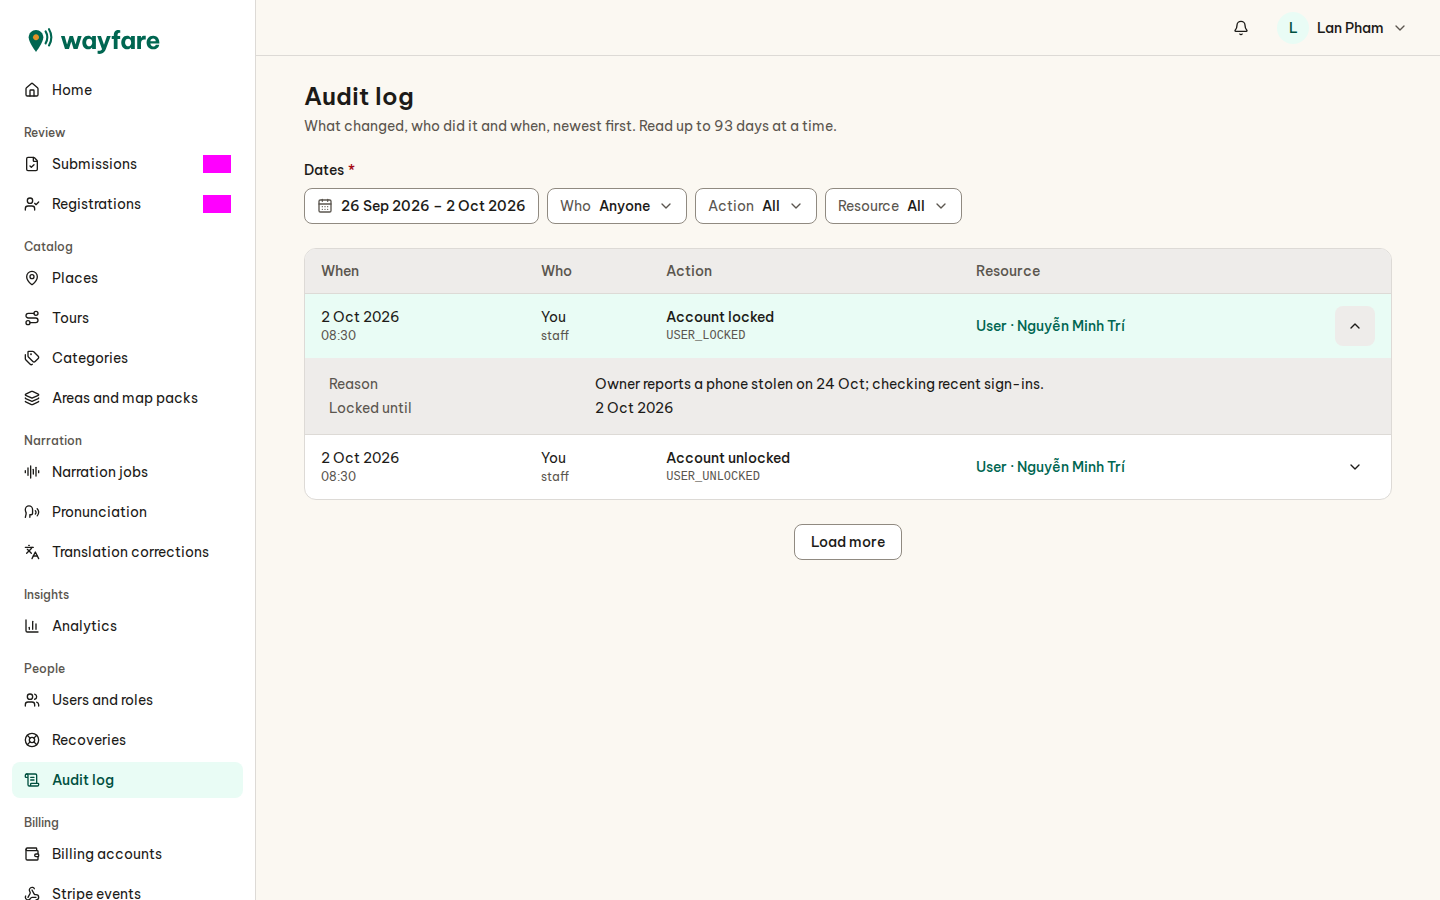 wayfare
L Lan Pham
Home
Review
Submissions
Registrations
Catalog
Places
Tours
Categories
Areas and map packs
Narration
Narration jobs
Pronunciation
Translation corrections
Insights
Analytics
People
Users and roles
Recoveries
Audit log
Billing
Billing accounts
Stripe events
Audit log
What changed, who did it and when, newest first. Read up to 93 days at a time.
Dates *
26 Sep 2026 – 2 Oct 2026 Who Anyone Action All Resource All
When Who Action Resource
2 Oct 2026 You Account locked User · Nguyễn Minh Trí
08:30 staff USER_LOCKED
Reason Owner reports a phone stolen on 24 Oct; checking recent sign-ins.
Locked until 2 Oct 2026
2 Oct 2026 You Account unlocked User · Nguyễn Minh Trí
08:30 staff USER_UNLOCKED
Load more